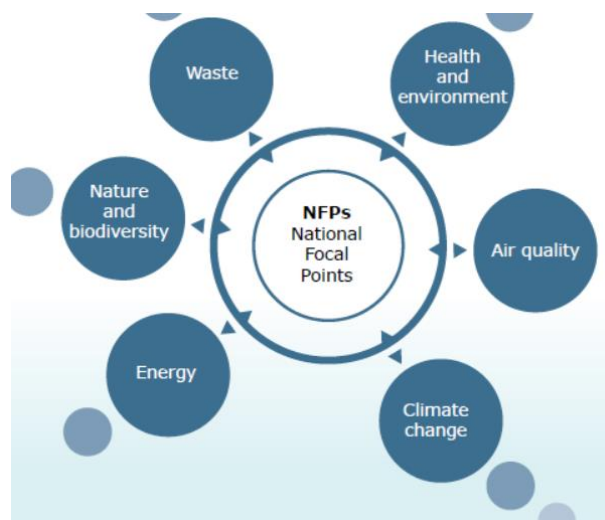 Waste
Health
and
environment
Nature
and
biodiversity
NFPs
National
Focal
Points
Air quality
Energy
Climate
change